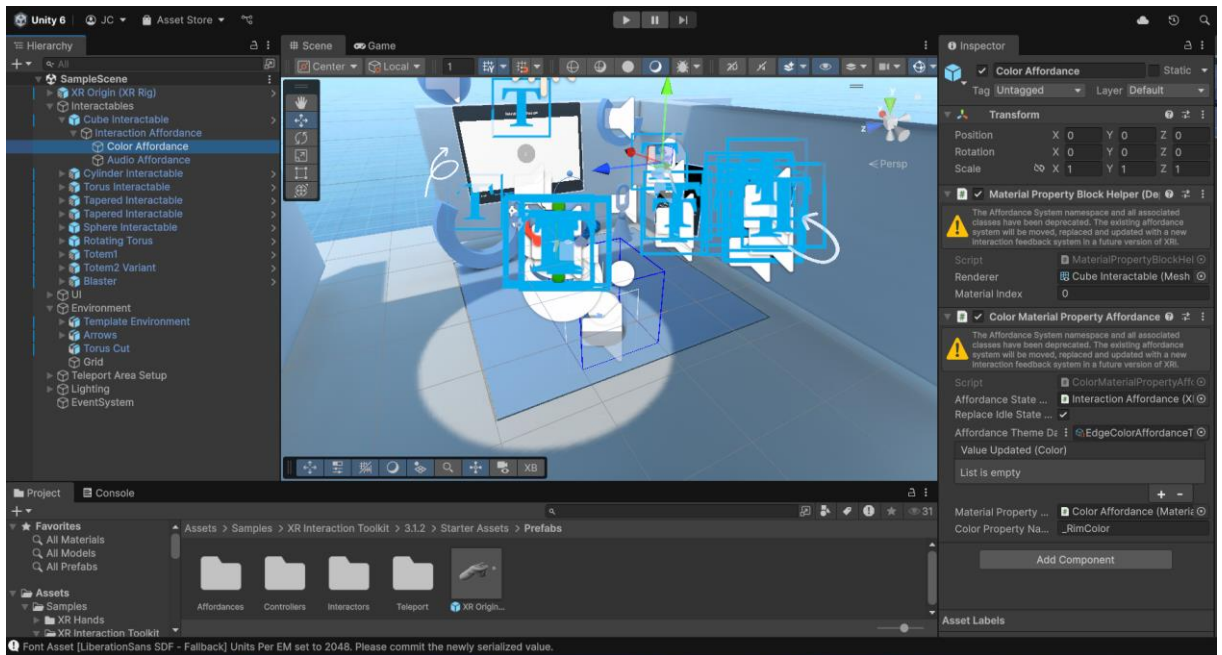 Unity 6 JC Asset Store
Hierarchy
All
SampleScene
XR Origin (XR Rig)
Interactables
Cube Interactable
Interaction Affordance
Color Affordance
Audio Affordance
Cylinder Interactable
Torus Interactable
Tapered Interactable
Tapered Interactable
Sphere Interactable
Rotating Torus
Totem1
Totem2 Variant
Blaster
UI
Environment
Template Environment
Arrows
Torus Cut
Grid
Teleport Area Setup
Lighting
EventSystem
Scene Game
Center Local 1 2D
T
T
T
T
y
z
Persp
XB
Inspector
Color Affordance Static
Tag Untagged Layer Default
Transform
Position X 0 Y 0 Z 0
Rotation X 0 Y 0 Z 0
Scale X 1 Y 1 Z 1
Material Property Block Helper (De
The Affordance System namespace and all associated
classes have been deprecated. The existing affordance
system will be moved, replaced and updated with a new
interaction feedback system in a future version of XRI.
Script MaterialPropertyBlockHel
Renderer Cube Interactable (Mesh
Material Index 0
Color Material Property Affordance
The Affordance System namespace and all associated
classes have been deprecated. The existing affordance
system will be moved, replaced and updated with a new
interaction feedback system in a future version of XRI.
Script ColorMaterialPropertyAffo
Affordance State ... Interaction Affordance (XI
Replace Idle State ...
Affordance Theme Da EdgeColorAffordanceT
Value Updated (Color)
List is empty
+ -
Material Property ... Color Affordance (Materia
Color Property Na... _RimColor
Add Component
Asset Labels
Project Console
31
Favorites
All Materials
All Models
All Prefabs
Assets
Samples
XR Hands
XR Interaction Toolkit
Assets > Samples > XR Interaction Toolkit > 3.1.2 > Starter Assets > Prefabs
Affordances Controllers Interactors Teleport XR Origin...
Font Asset [LiberationSans SDF - Fallback] Units Per EM set to 2048. Please commit the newly serialized value.